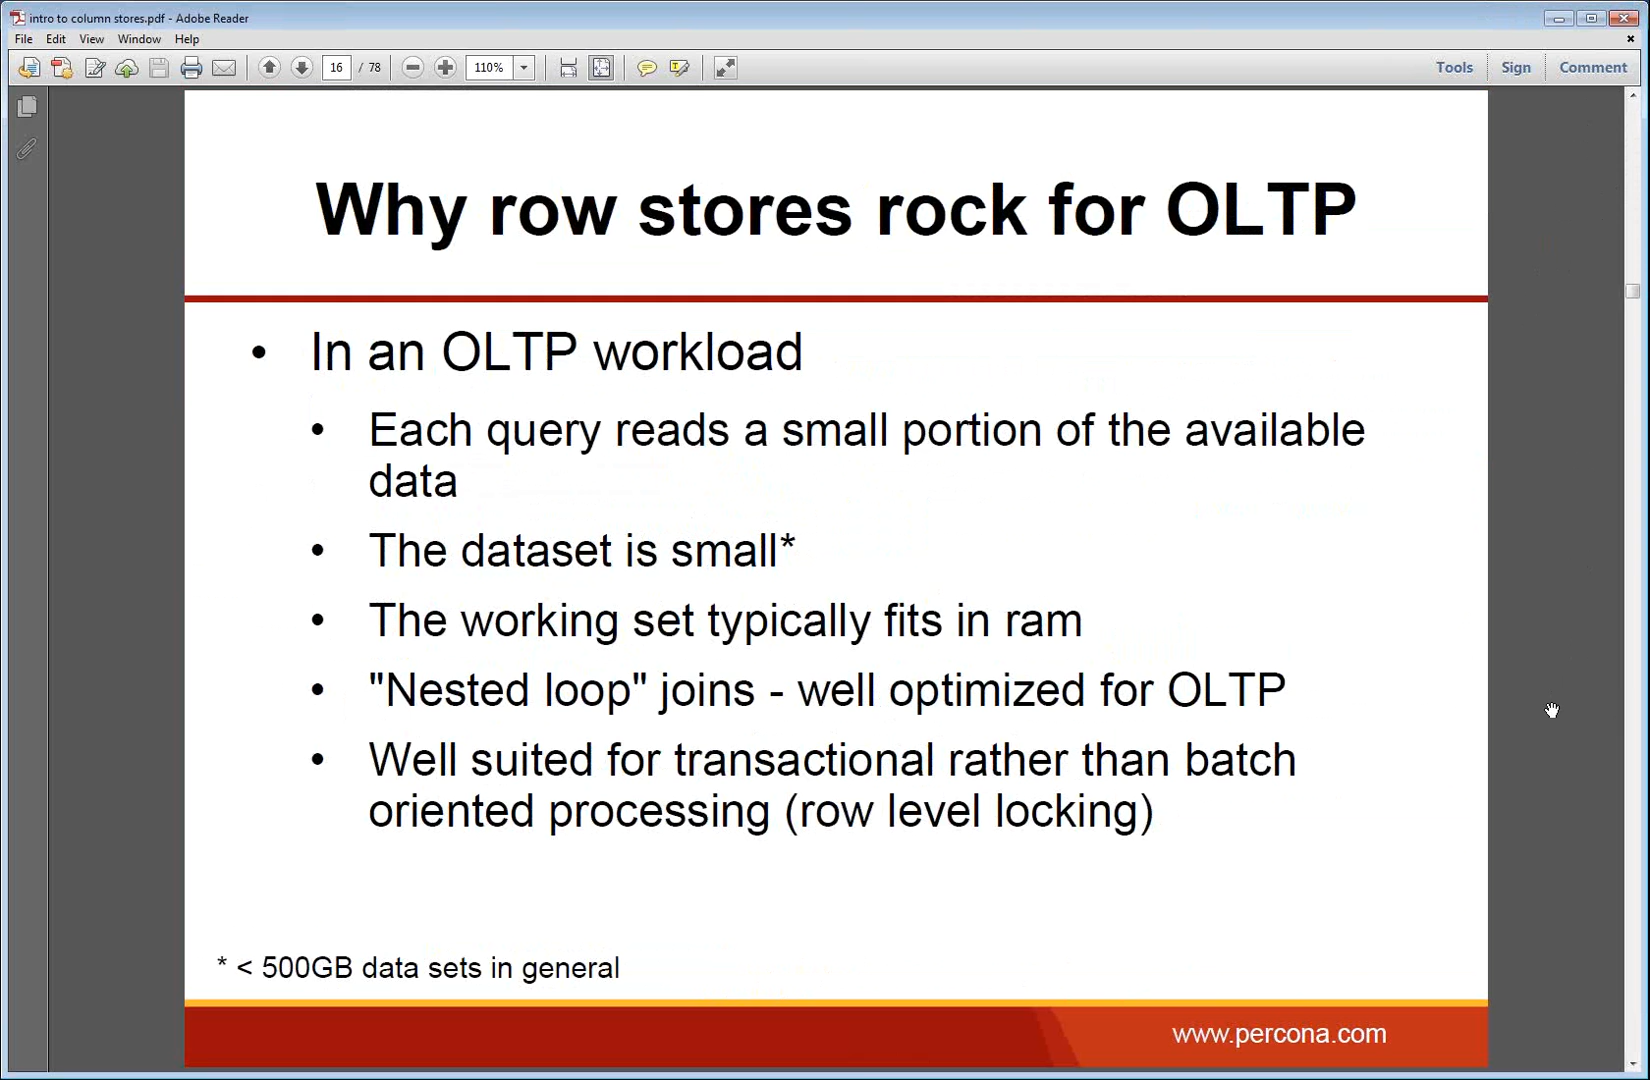 intro to column stores.pdf - Adobe Reader
File Edit View Window Help
16 / 78 110% Tools Sign Comment
Why row stores rock for OLTP
• In an OLTP workload
• Each query reads a small portion of the available
data
• The dataset is small*
• The working set typically fits in ram
• "Nested loop" joins - well optimized for OLTP
• Well suited for transactional rather than batch
oriented processing (row level locking)
* < 500GB data sets in general
www.percona.com